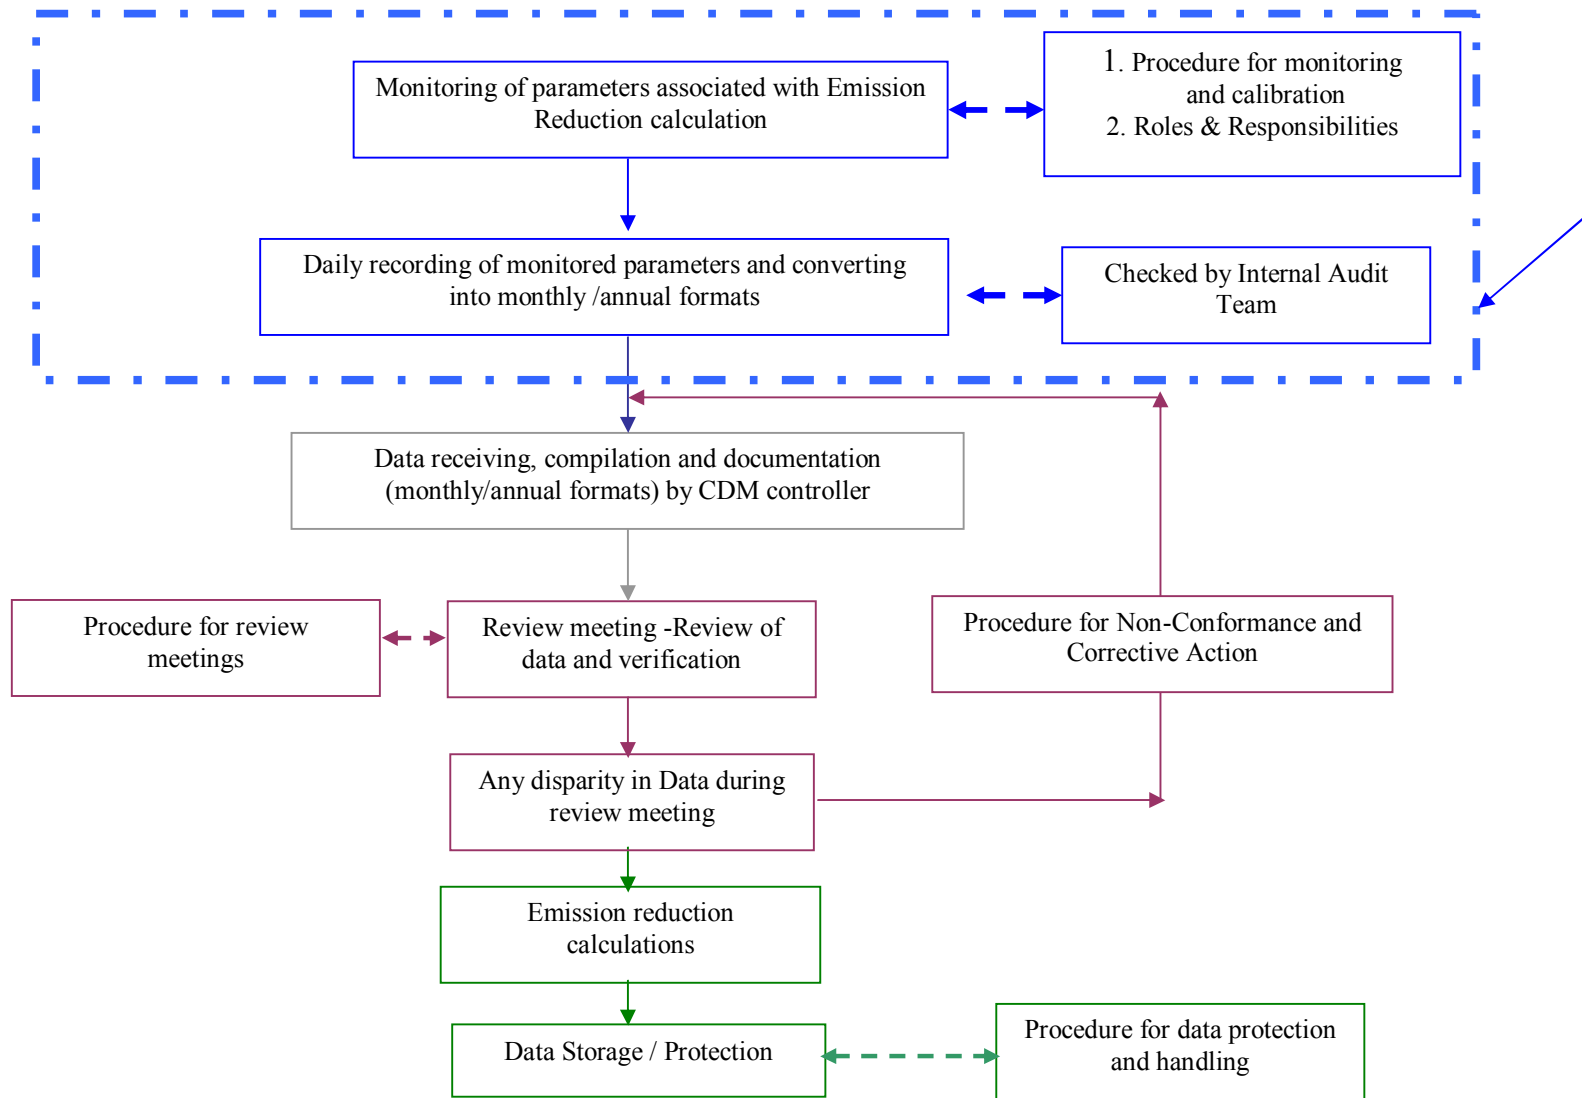 Monitoring of parameters associated with Emission
Reduction calculation
1. Procedure for monitoring
and calibration
2. Roles & Responsibilities
Daily recording of monitored parameters and converting
into monthly /annual formats
Checked by Internal Audit
Team
Data receiving, compilation and documentation
(monthly/annual formats) by CDM controller
Procedure for review
meetings
Review meeting -Review of
data and verification
Procedure for Non-Conformance and
Corrective Action
Any disparity in Data during
review meeting
Emission reduction
calculations
Data Storage / Protection
Procedure for data protection
and handling